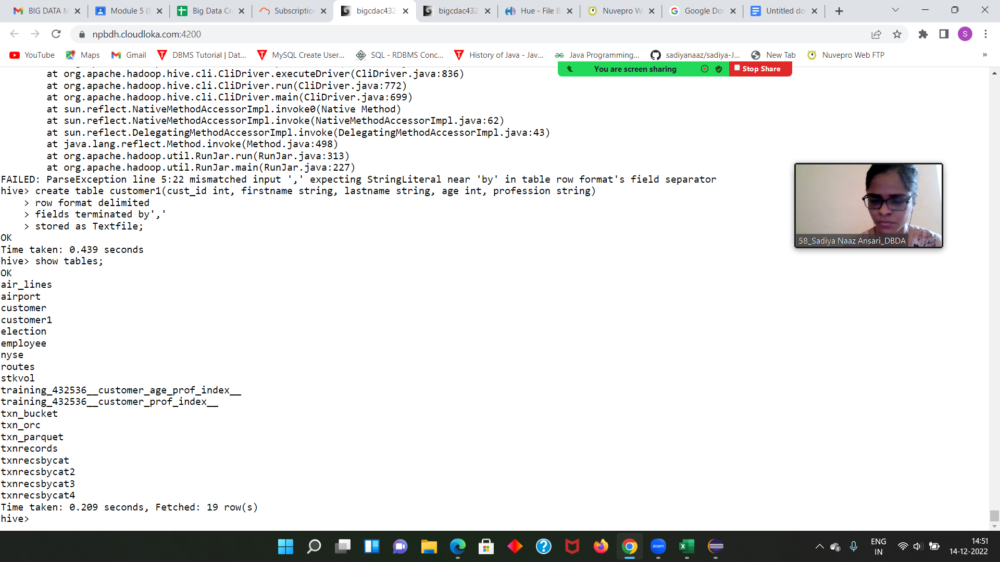 BIG DATA M
Module 5 (E
Big Data Cr
Subscription
bigcdac432
bigcdac432
Hue - File B
Nuvepro W
Google Doc
Untitled do
npbdh.cloudloka.com:4200
S
YouTube
Maps
Gmail
DBMS Tutorial | Dat...
MySQL Create User...
SQL - RDBMS Conc...
History of Java - Jav...
Java Programming...
sadiyanaaz/sadiya-J...
New Tab
Nuvepro Web FTP
»
You are screen sharing
Stop Share
at org.apache.hadoop.hive.cli.CliDriver.executeDriver(CliDriver.java:836)
at org.apache.hadoop.hive.cli.CliDriver.run(CliDriver.java:772)
at org.apache.hadoop.hive.cli.CliDriver.main(CliDriver.java:699)
at sun.reflect.NativeMethodAccessorImpl.invoke0(Native Method)
at sun.reflect.NativeMethodAccessorImpl.invoke(NativeMethodAccessorImpl.java:62)
at sun.reflect.DelegatingMethodAccessorImpl.invoke(DelegatingMethodAccessorImpl.java:43)
at java.lang.reflect.Method.invoke(Method.java:498)
at org.apache.hadoop.util.RunJar.run(RunJar.java:313)
at org.apache.hadoop.util.RunJar.main(RunJar.java:227)
FAILED: ParseException line 5:22 mismatched input ',' expecting StringLiteral near 'by' in table row format's field separator
hive> create table customer1(cust_id int, firstname string, lastname string, age int, profession string)
> row format delimited
> fields terminated by','
> stored as Textfile;
OK
Time taken: 0.439 seconds
hive> show tables;
OK
air_lines
airport
customer
customer1
election
employee
nyse
routes
stkvol
training_432536__customer_age_prof_index__
training_432536__customer_prof_index__
txn_bucket
txn_orc
txn_parquet
txnrecords
txnrecsbycat
txnrecsbycat2
txnrecsbycat3
txnrecsbycat4
Time taken: 0.209 seconds, Fetched: 19 row(s)
hive>
58_Sadiya Naaz Ansari_DBDA
zoom
ENG
IN
14:51
14-12-2022